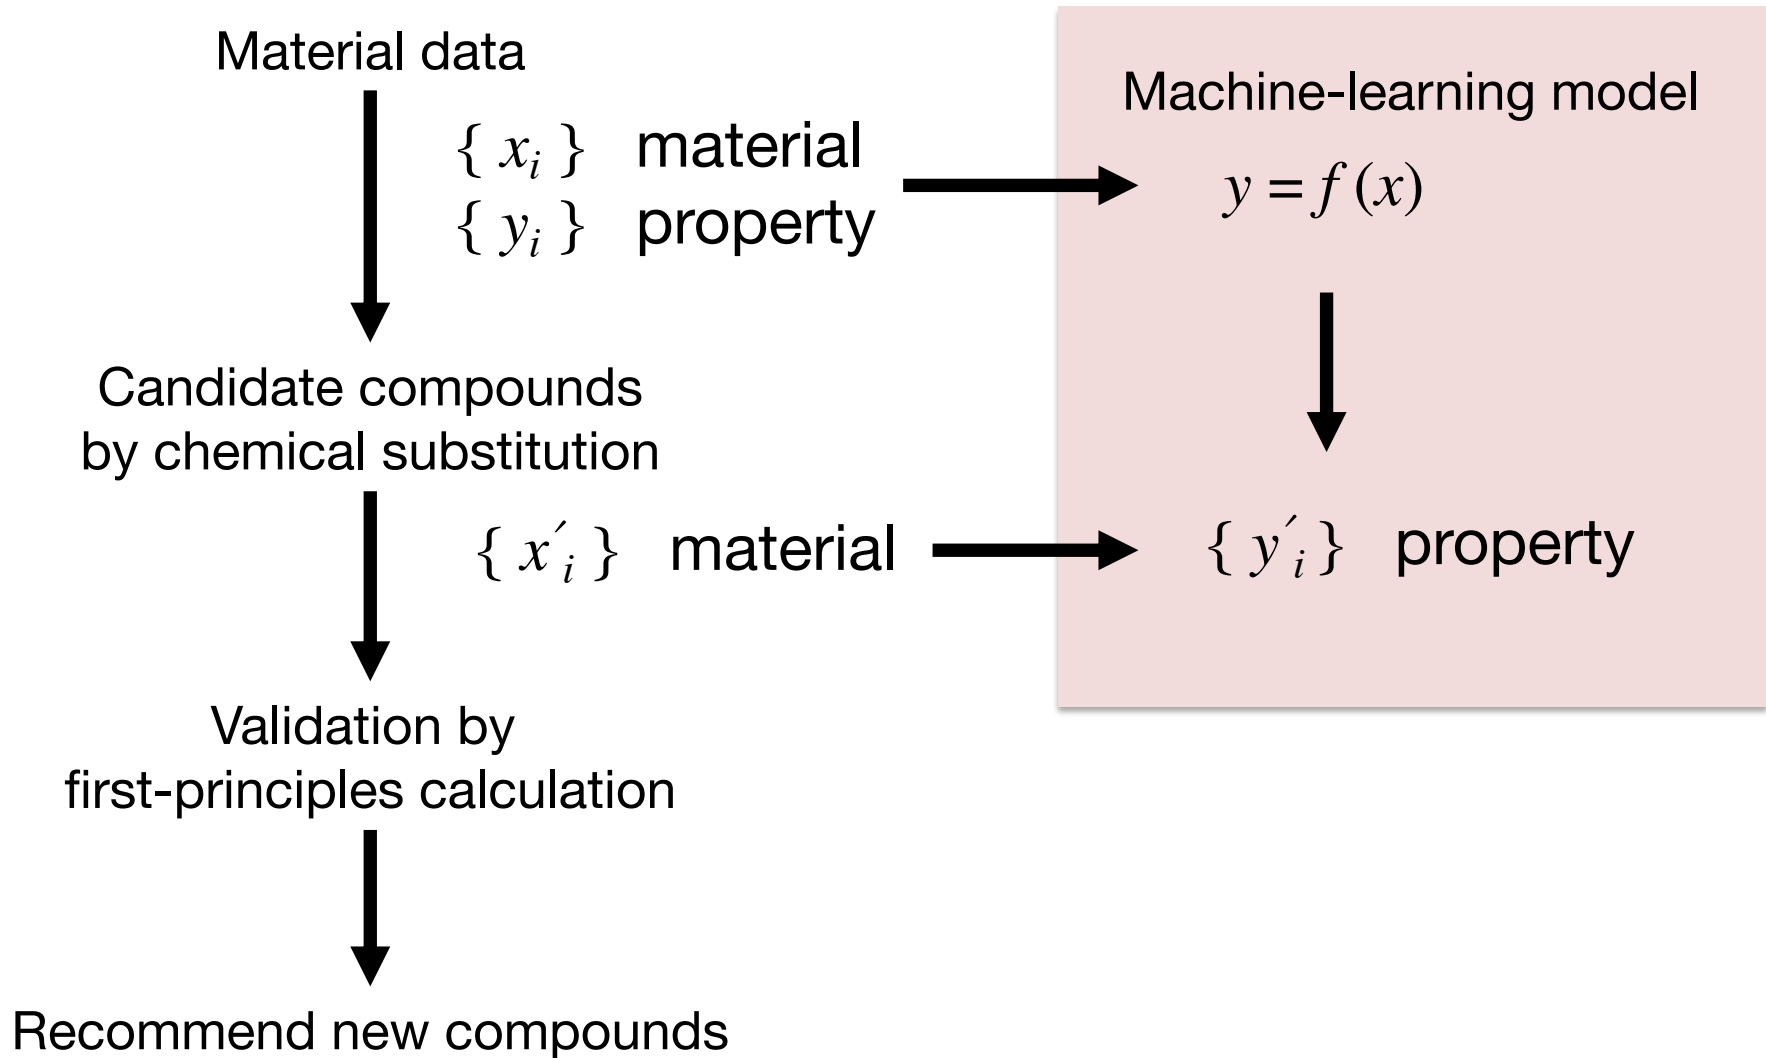 Material data
{ xᵢ } material
{ yᵢ } property
Machine-learning model
y = f (x)
Candidate compounds
by chemical substitution
{ x′ᵢ } material
{ y′ᵢ } property
Validation by
first-principles calculation
Recommend new compounds